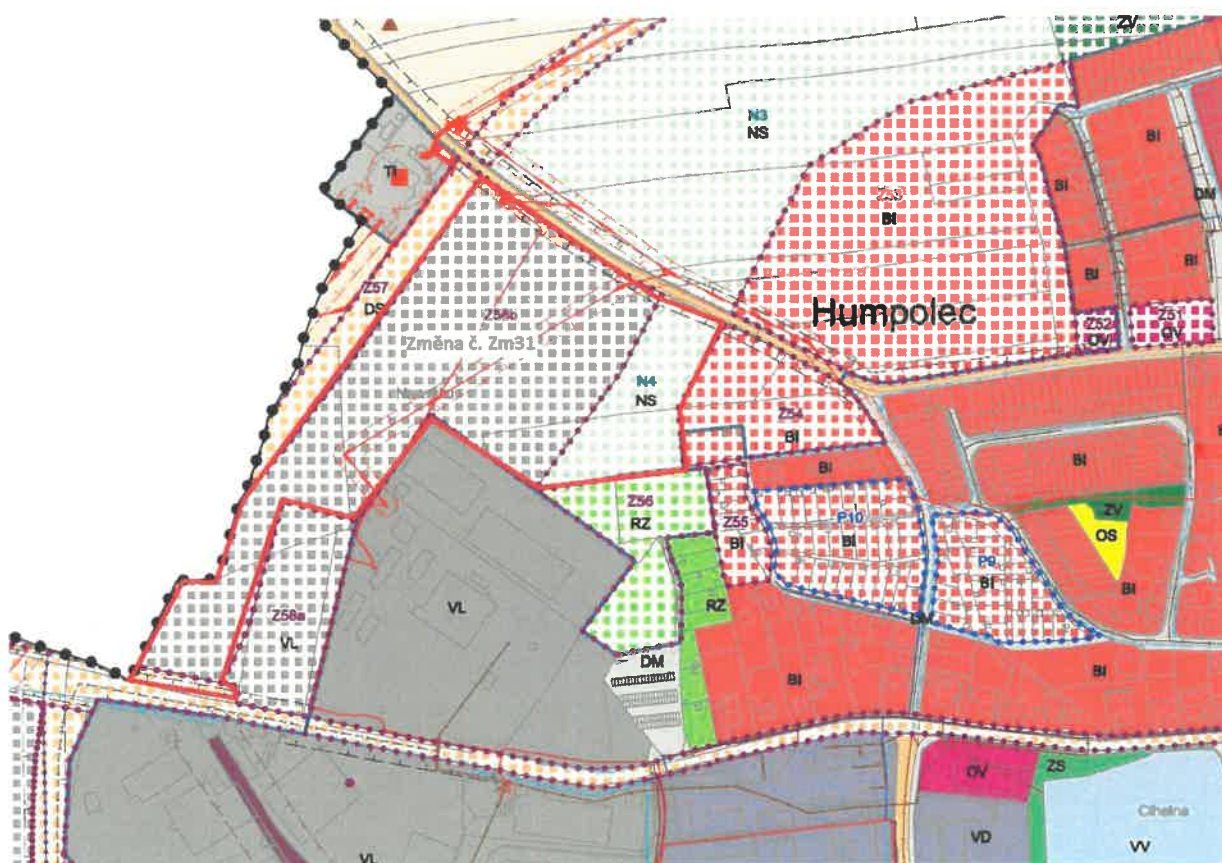 ZV
N3
NS
BI
BI
BI
DM
TI
BI
BI
BI
Z57
DS
Z58b
Humpolec
Z52
OV
Z51
OV
Změna č. Zm31
N4
NS
Z54
BI
BI
BI
Z56
RZ
Z55
BI
P10
BI
ZV
OS
P9
BI
BI
Z58a
VL
VL
RZ
DM
DM
BI
BI
OV
ZS
Cihelna
VD
VV
VL